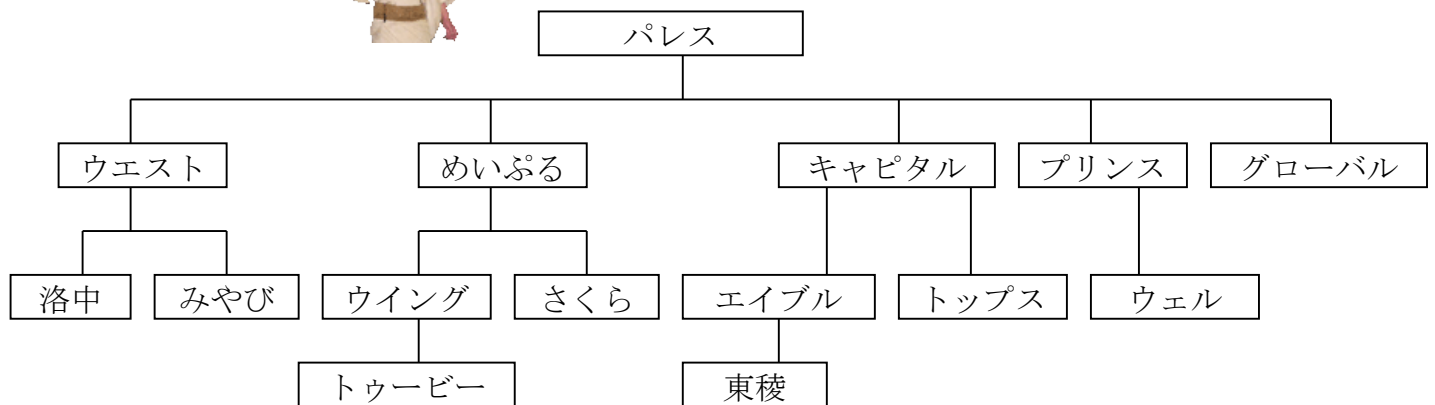 パレス
ウエスト
めいぷる
キャピタル
プリンス
グローバル
洛中
みやび
ウイング
さくら
エイブル
トップス
ウェル
トゥービー
東稜